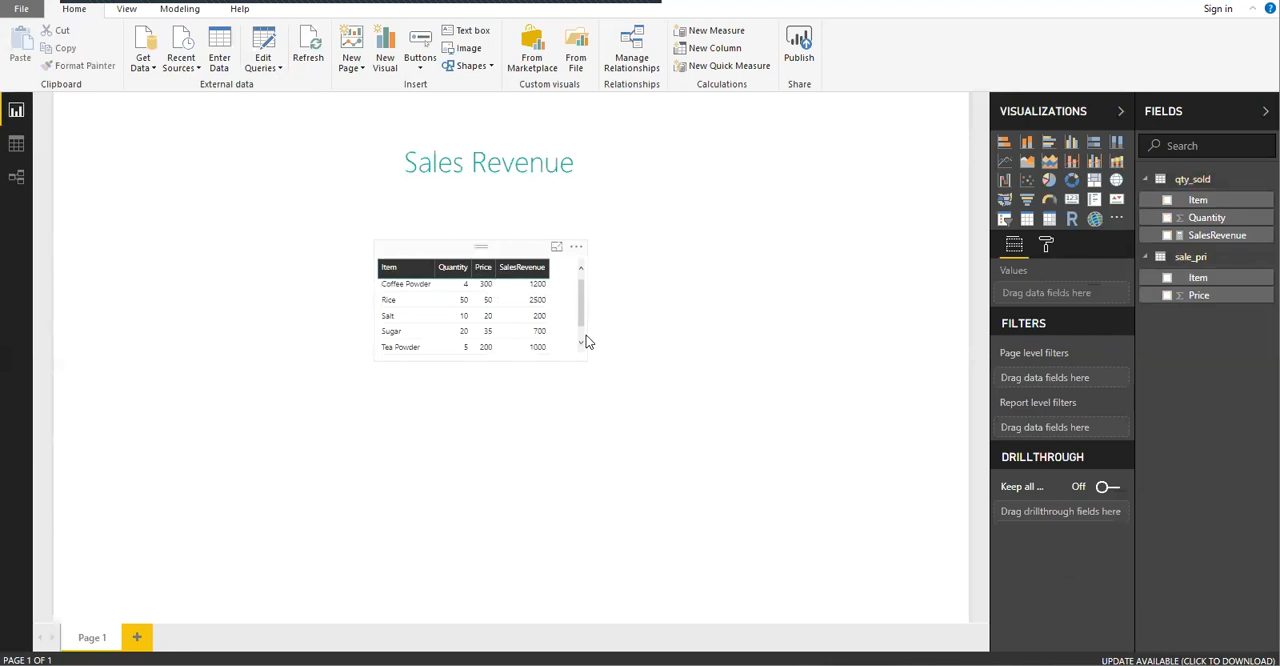 File Home View Modeling Help Sign in
Paste
Cut
Copy
Format Painter
Clipboard
Get Data
Recent Sources
Enter Data
Edit Queries
Refresh
External data
New Page
New Visual
Buttons
Text box
Image
Shapes
Insert
From Marketplace
From File
Custom visuals
Manage Relationships
Relationships
New Measure
New Column
New Quick Measure
Calculations
Publish
Share
Sales Revenue
Item Quantity Price SalesRevenue
Coffee Powder 4 300 1200
Rice 50 50 2500
Salt 10 20 200
Sugar 20 35 700
Tea Powder 5 200 1000
VISUALIZATIONS
Values
Drag data fields here
FILTERS
Page level filters
Drag data fields here
Report level filters
Drag data fields here
DRILLTHROUGH
Keep all ... Off
Drag drillthrough fields here
FIELDS
Search
qty_sold
Item
Quantity
SalesRevenue
sale_pri
Item
Price
Page 1
PAGE 1 OF 1
UPDATE AVAILABLE (CLICK TO DOWNLOAD)